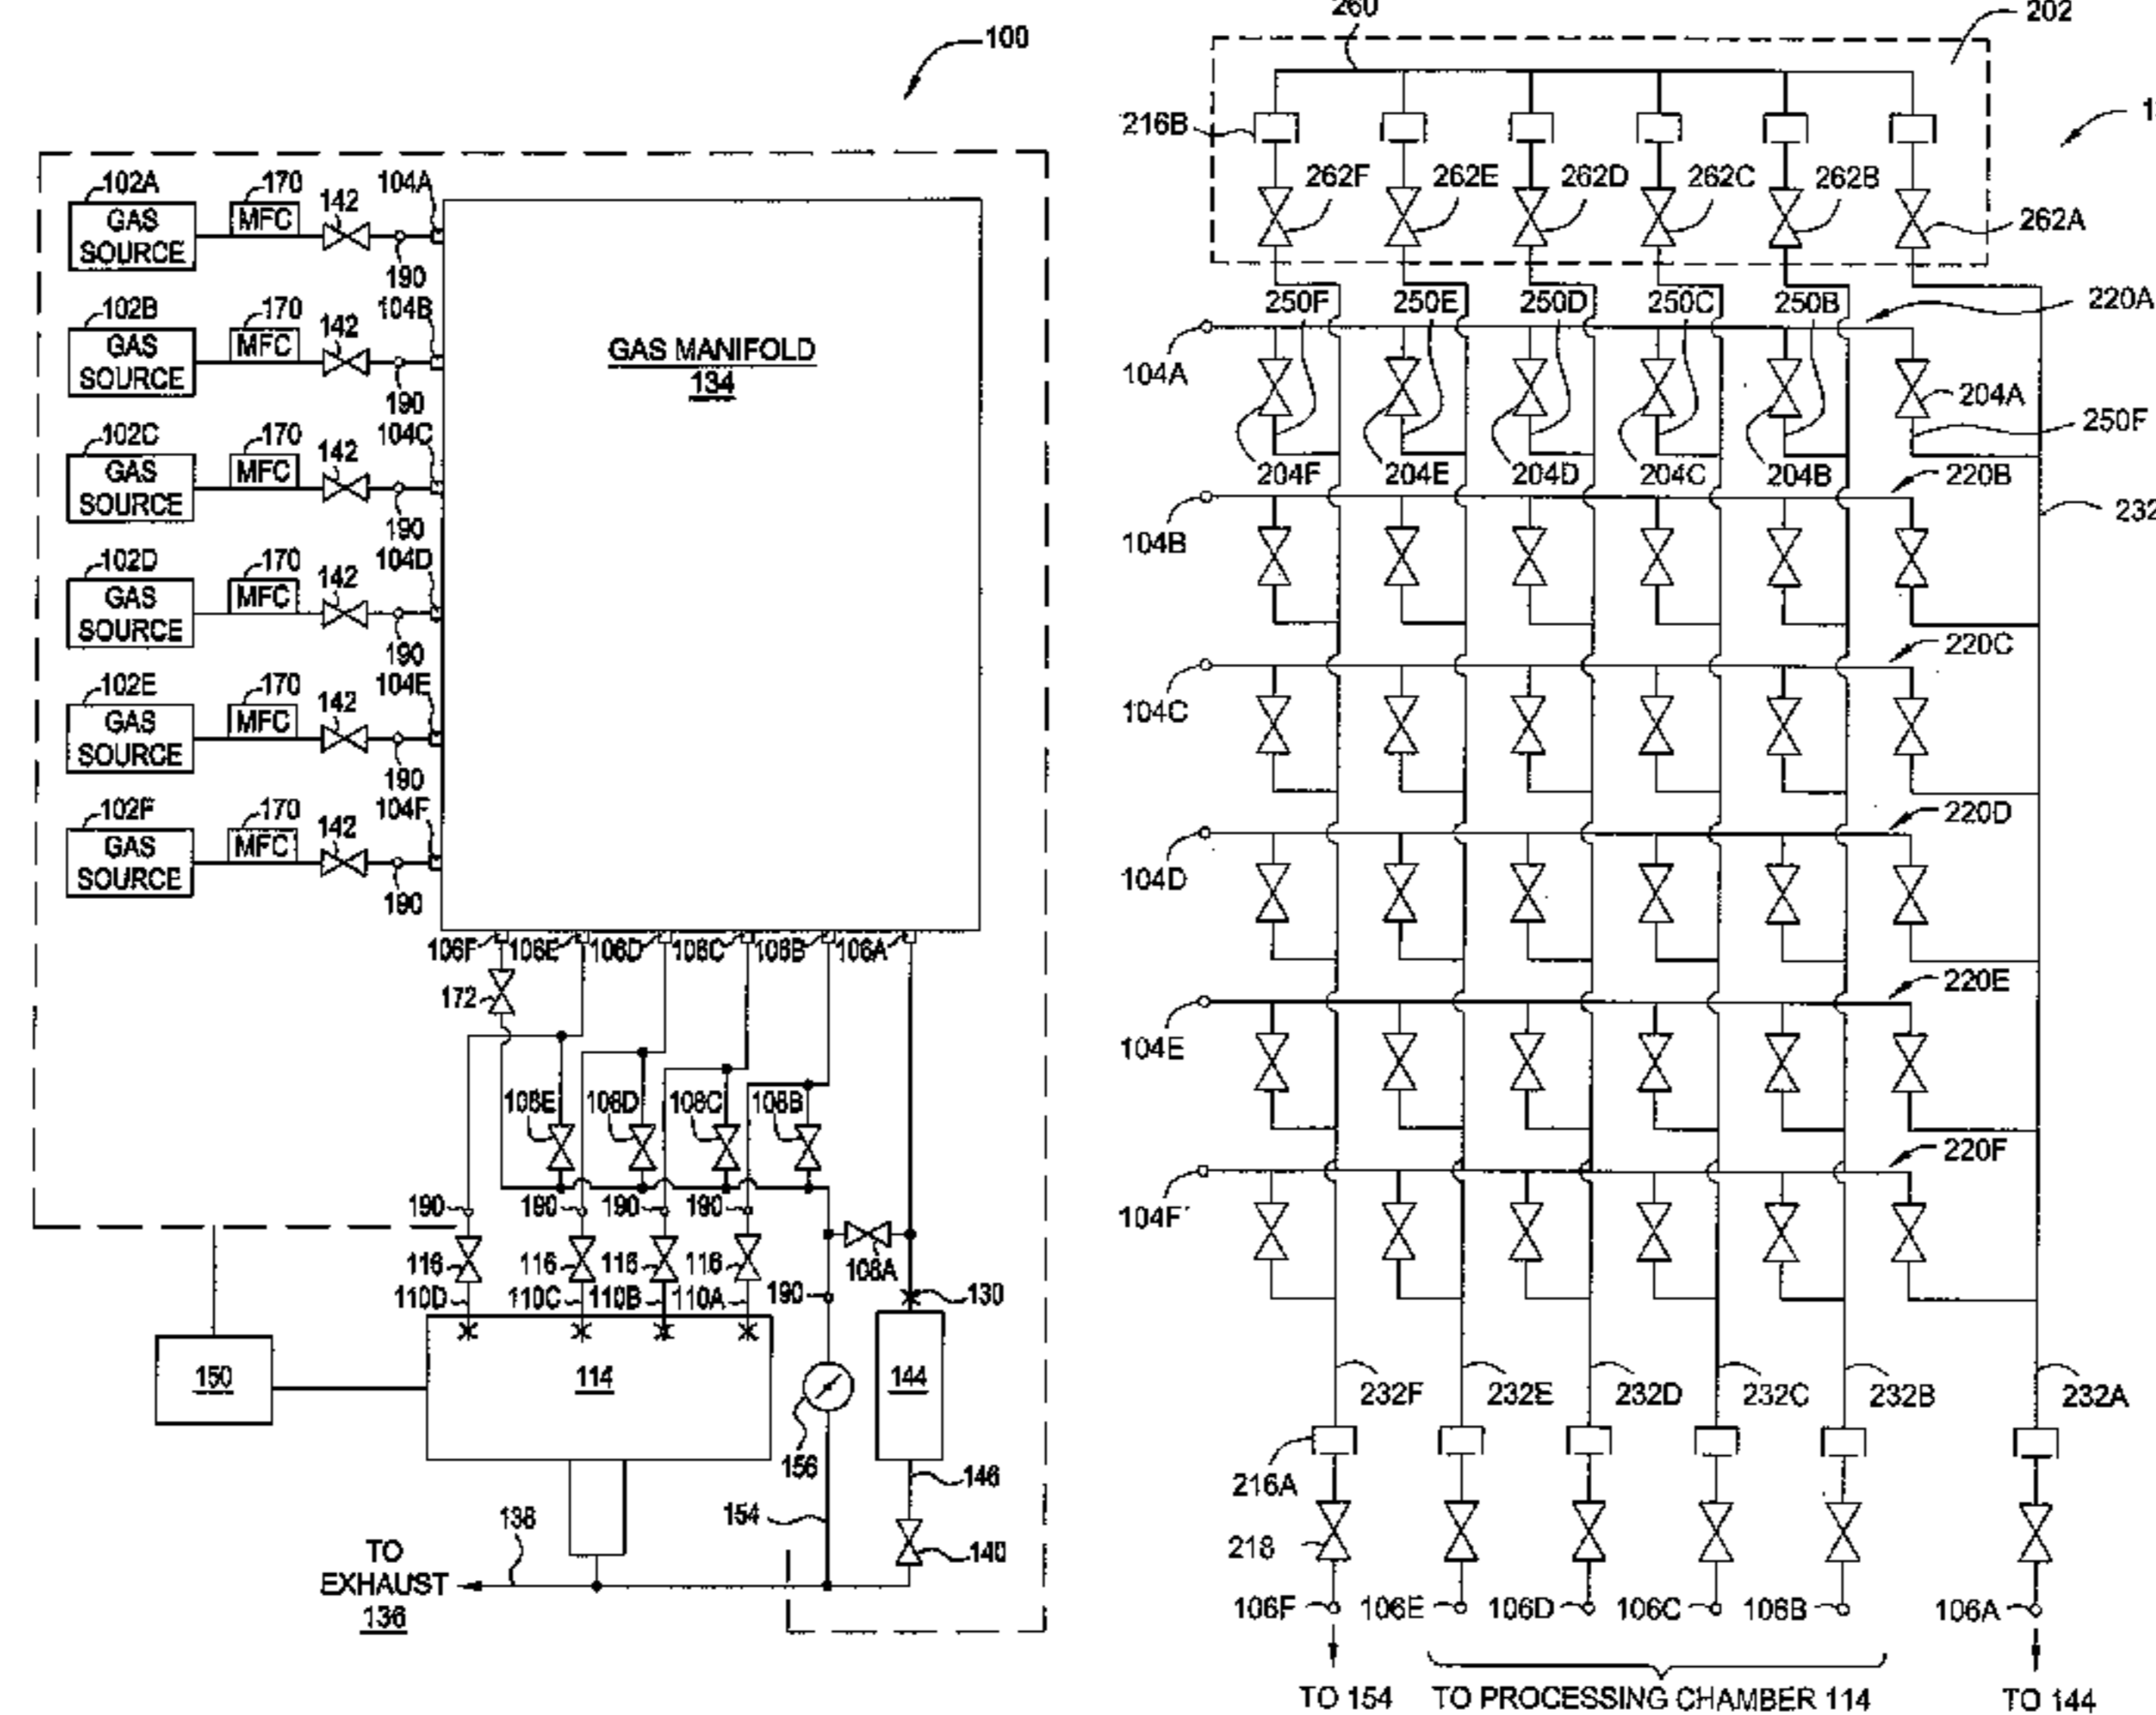 100
102A
170
142
104A
GAS
SOURCE
MFC
190
102B
170
142
104B
GAS
SOURCE
MFC
190
102C
170
142
104C
GAS
SOURCE
MFC
190
102D
170
142
104D
GAS
SOURCE
MFC
190
102E
170
142
104E
GAS
SOURCE
MFC
190
102F
170
142
104F
GAS
SOURCE
MFC
190
GAS MANIFOLD
134
106F 106E 106D 106C 106B 106A
172
108E 108D 108C 108B
190 190 190 190
116 116 116 116
108A
110D 110C 110B 110A
190
130
150
114
144
156
146
154
138
140
TO
EXHAUST
136
260
202
216B
262F 262E 262D 262C 262B
262A
250F 250E 250D 250C 250B
220A
104A
204A
250F
204F 204E 204D 204C 204B
220B
104B
220C
104C
220D
104D
220E
104E
220F
104F
232F 232E 232D 232C 232B 232A
216A
218
106F 106E 106D 106C 106B 106A
TO 154 TO PROCESSING CHAMBER 114 TO 144